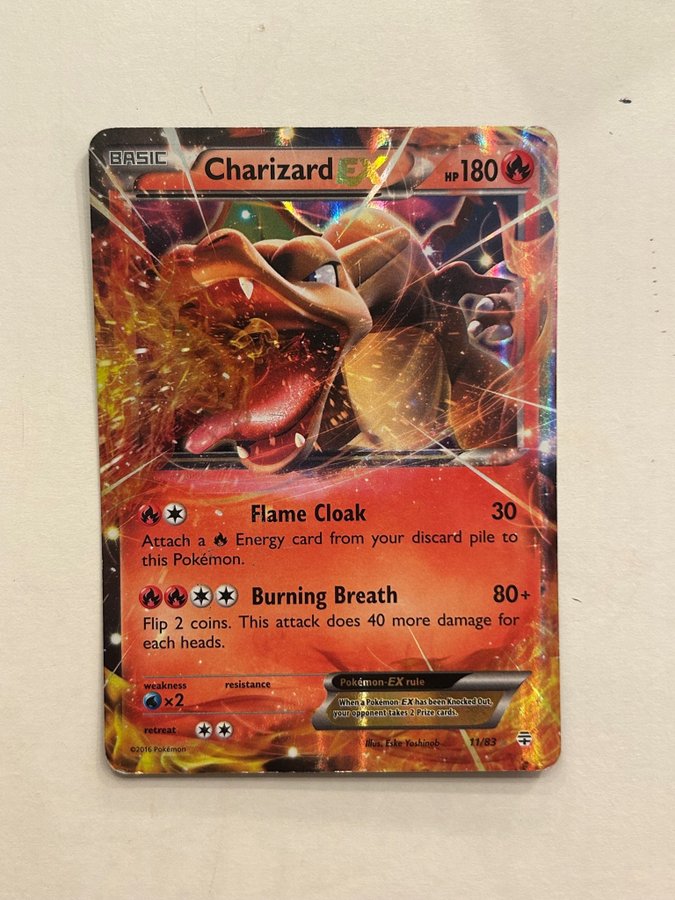 BASIC Charizard EX HP 180
Flame Cloak 30
Attach a Energy card from your discard pile to
this Pokémon.
Burning Breath 80+
Flip 2 coins. This attack does 40 more damage for
each heads.
weakness resistance
×2
retreat
Pokémon-EX rule
When a Pokémon-EX has been Knocked Out,
your opponent takes 2 Prize cards.
©2016 Pokémon Illus. Eske Yoshinob 11/83